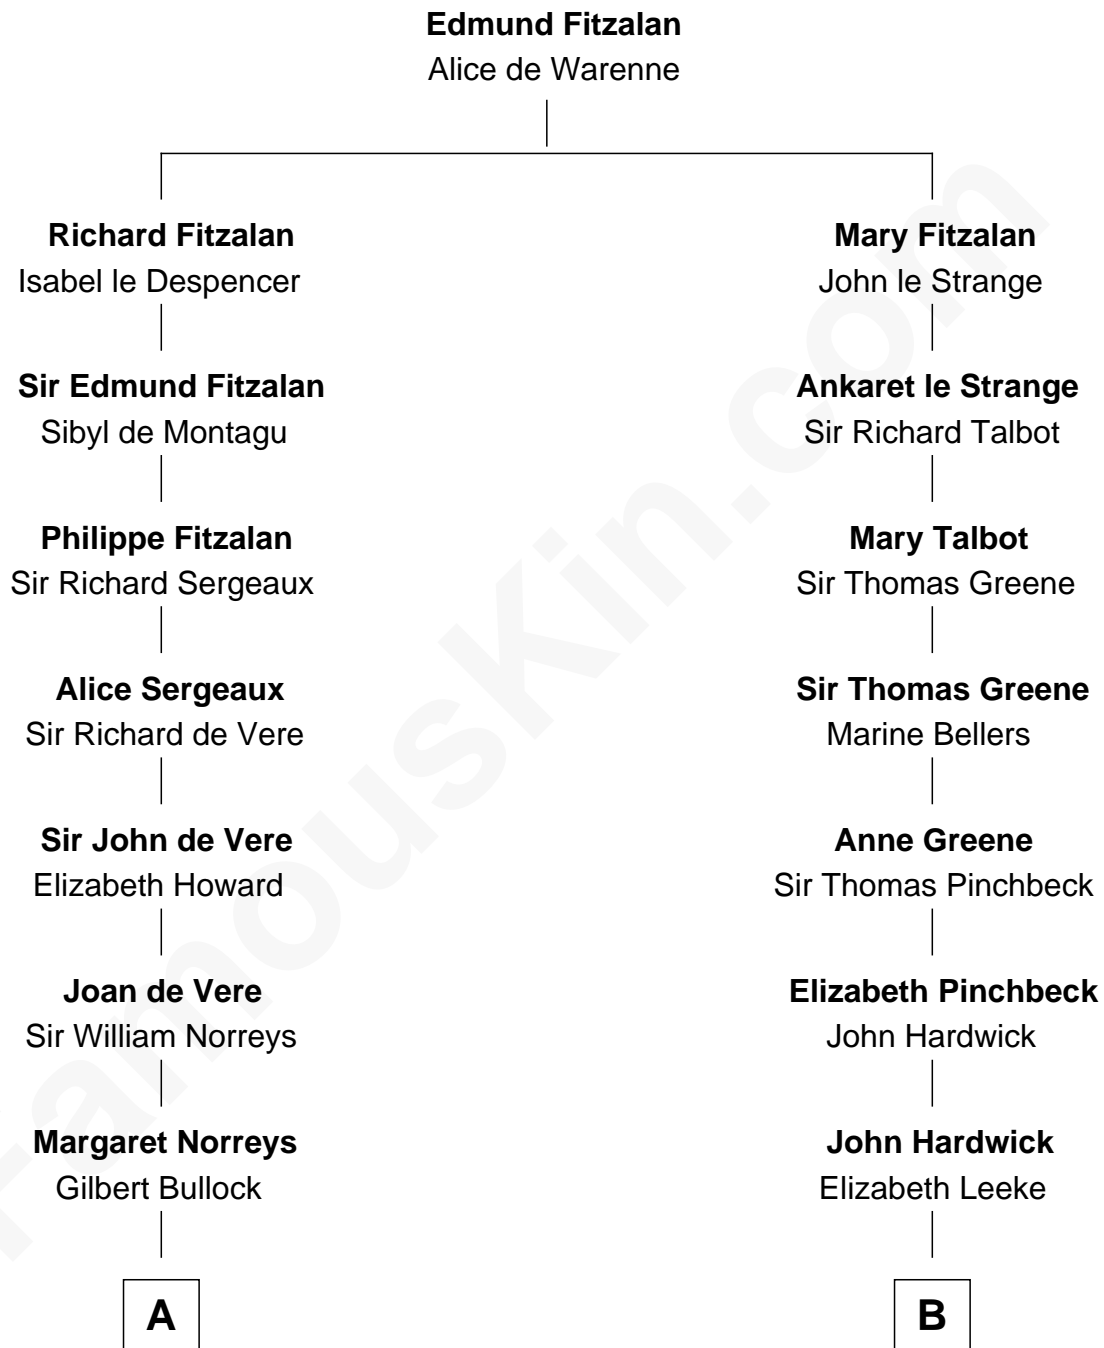 Edmund Fitzalan
Alice de Warenne
Richard Fitzalan
Isabel le Despencer
Mary Fitzalan
John le Strange
Sir Edmund Fitzalan
Sibyl de Montagu
Ankaret le Strange
Sir Richard Talbot
Philippe Fitzalan
Sir Richard Sergeaux
Mary Talbot
Sir Thomas Greene
Alice Sergeaux
Sir Richard de Vere
Sir Thomas Greene
Marine Bellers
Sir John de Vere
Elizabeth Howard
Anne Greene
Sir Thomas Pinchbeck
Joan de Vere
Sir William Norreys
Elizabeth Pinchbeck
John Hardwick
Margaret Norreys
Gilbert Bullock
John Hardwick
Elizabeth Leeke
A
B
FamousKin.com